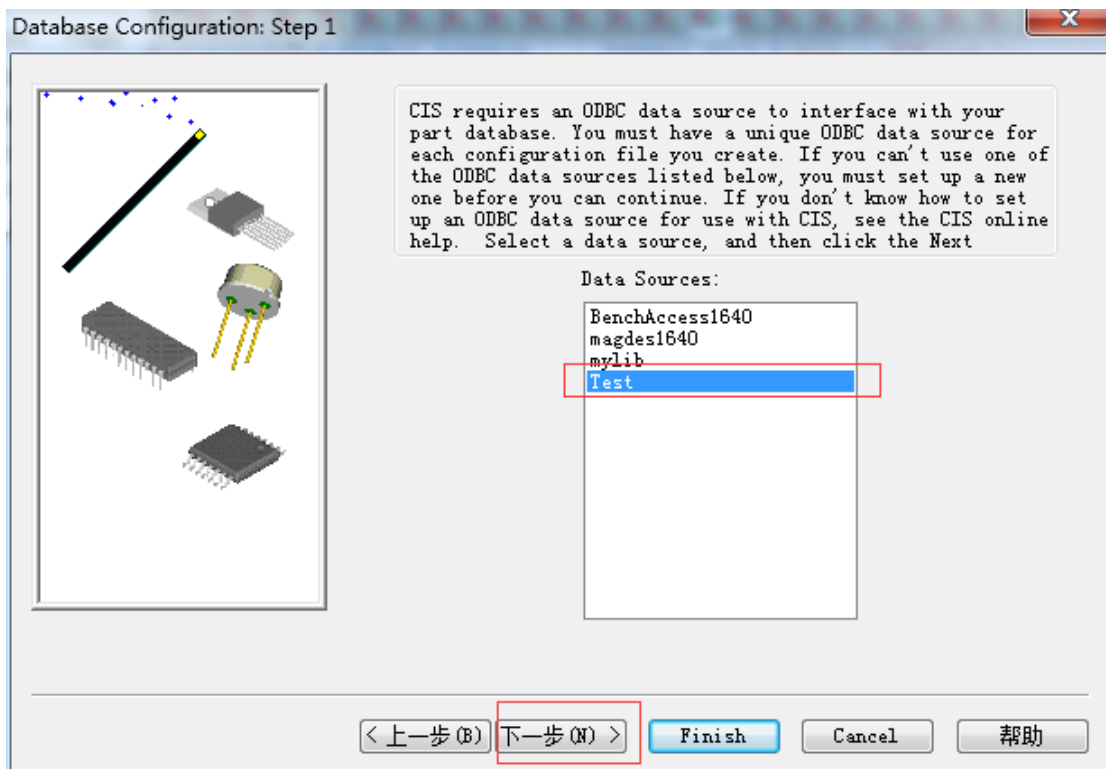 Database Configuration: Step 1
CIS requires an ODBC data source to interface with your
part database. You must have a unique ODBC data source for
each configuration file you create. If you can't use one of
the ODBC data sources listed below, you must set up a new
one before you can continue. If you don't know how to set
up an ODBC data source for use with CIS, see the CIS online
help.  Select a data source, and then click the Next
Data Sources:
BenchAccess1640
magdes1640
mylib
Test
< 上一步(B) 下一步(N) > Finish Cancel 帮助